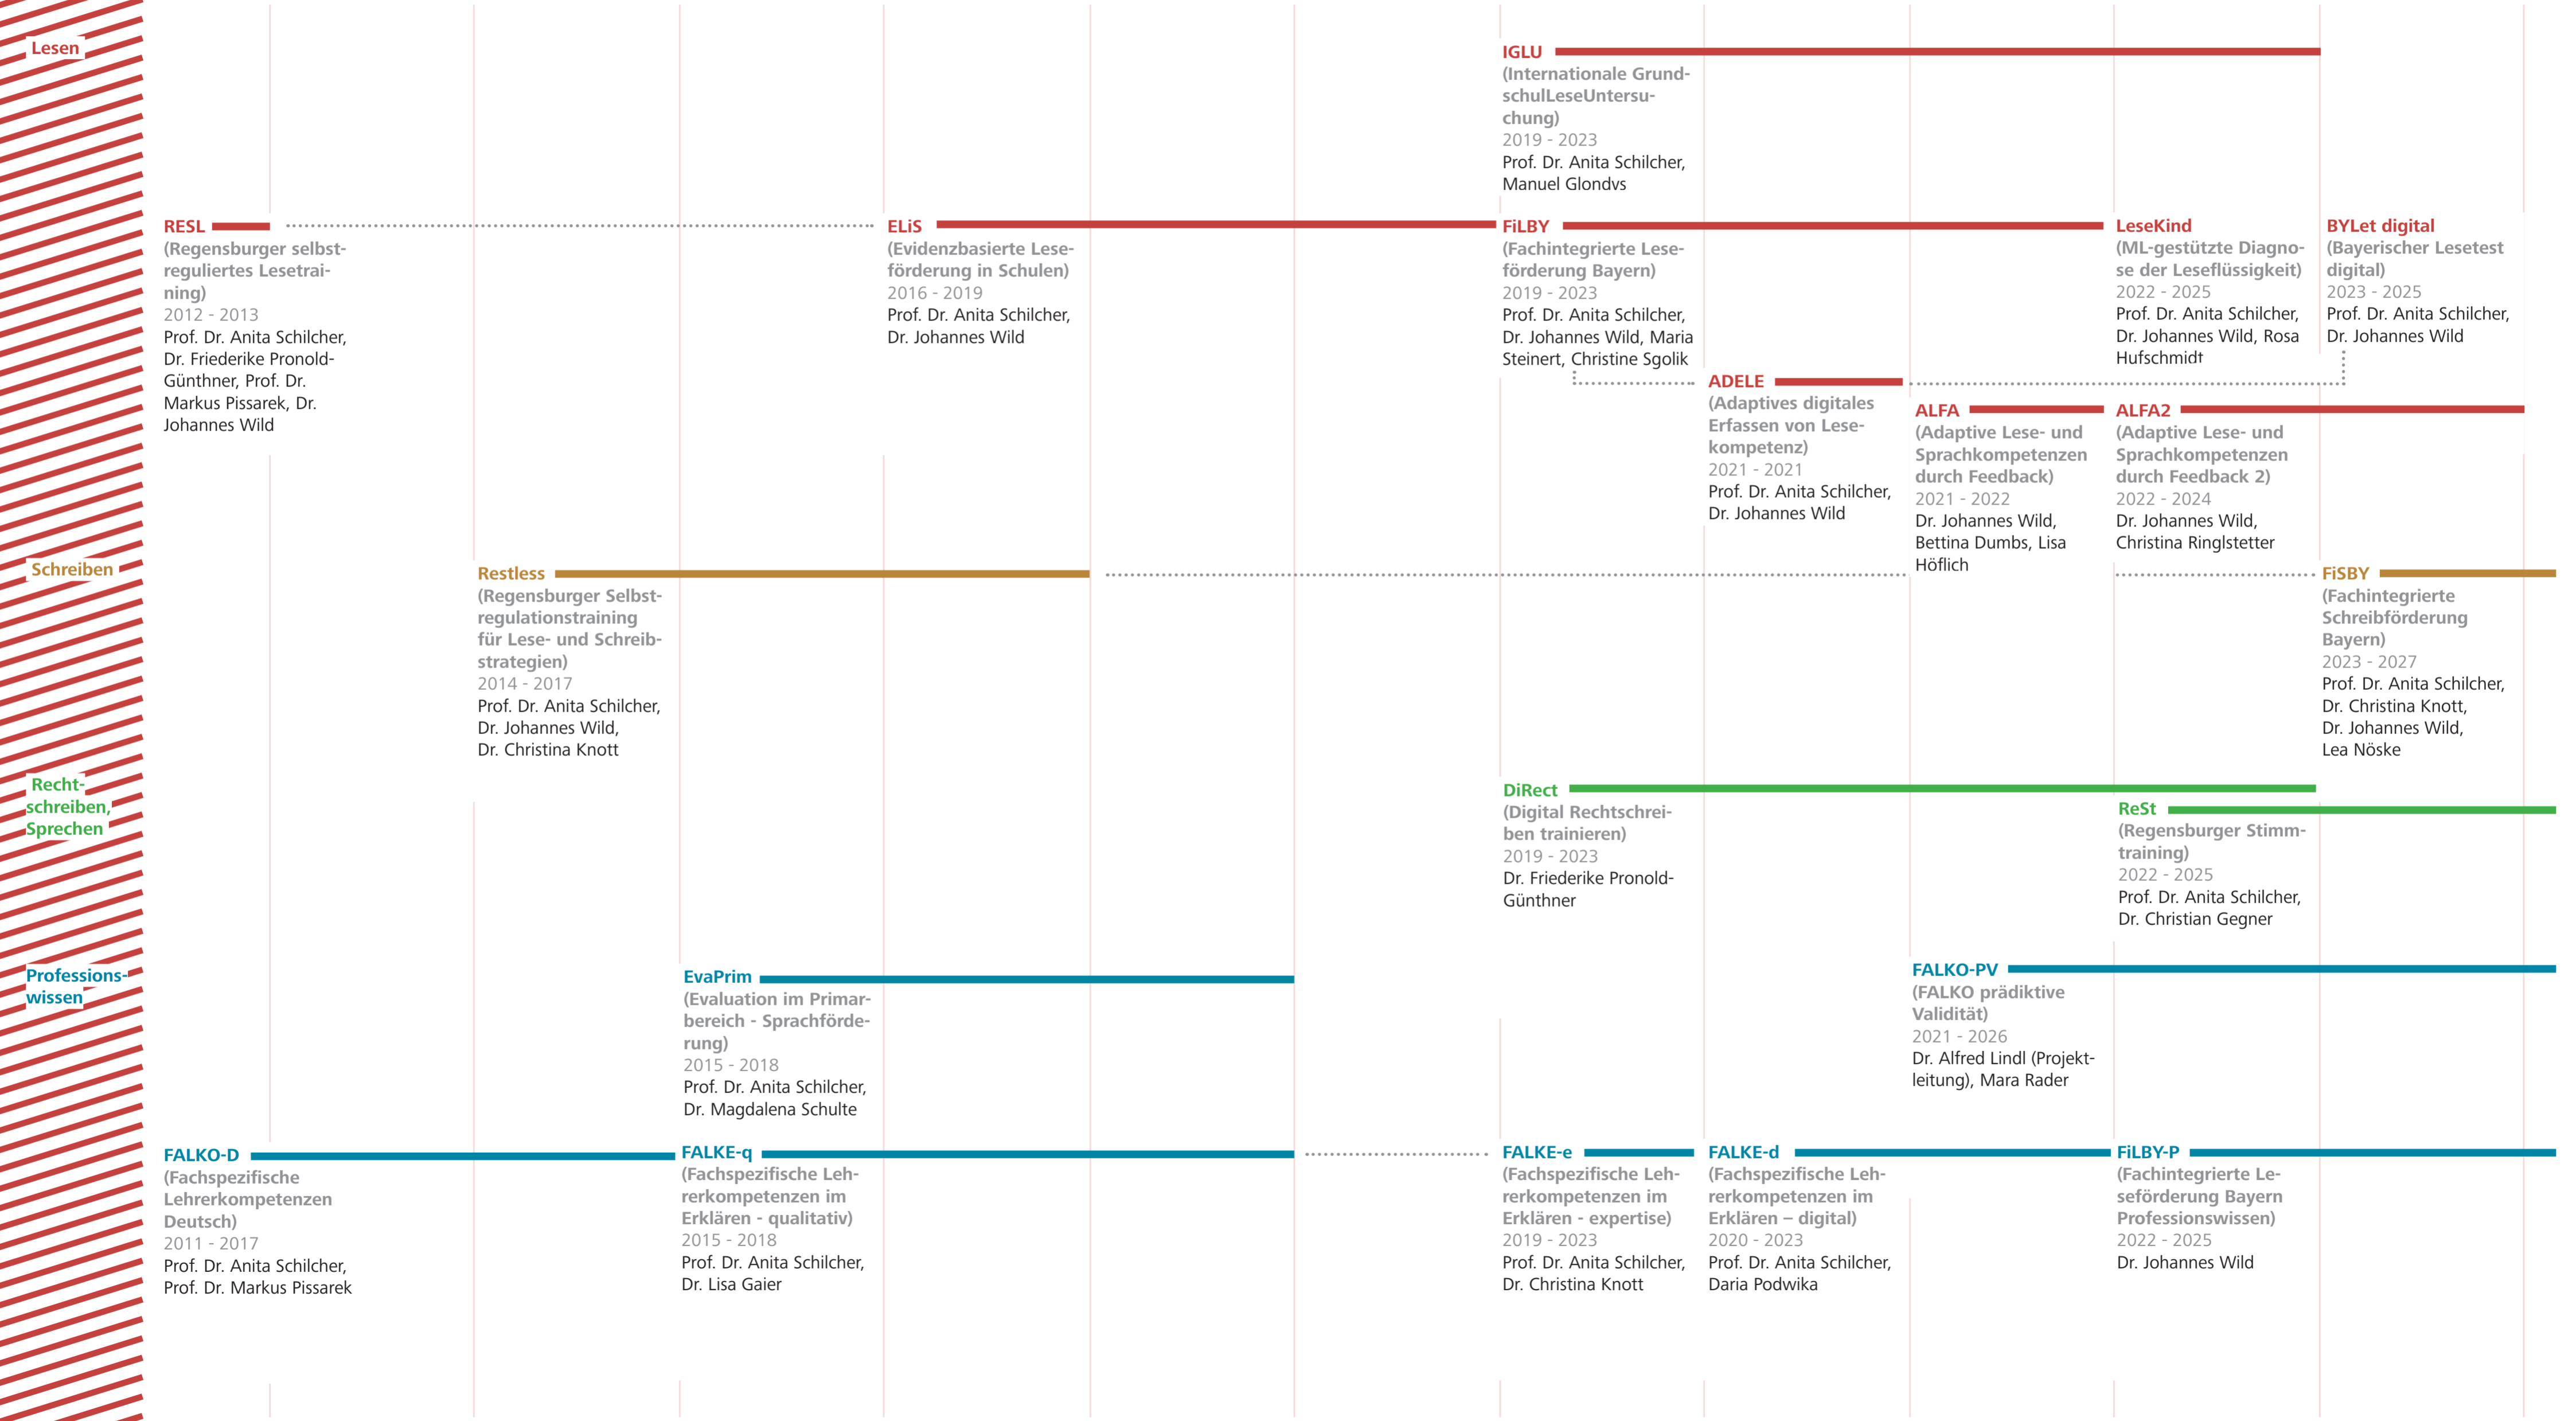 Lesen
IGLU
(Internationale Grund-
schulLeseUntersu-
chung)
2019 - 2023
Prof. Dr. Anita Schilcher,
Manuel Glondys
RESL
(Regensburger selbst-
reguliertes Lesetrai-
ning)
2012 - 2013
Prof. Dr. Anita Schilcher,
Dr. Friederike Pronold-
Günthner, Prof. Dr.
Markus Pissarek, Dr.
Johannes Wild
ELiS
(Evidenzbasierte Lese-
förderung in Schulen)
2016 - 2019
Prof. Dr. Anita Schilcher,
Dr. Johannes Wild
FiLBY
(Fachintegrierte Lese-
förderung Bayern)
2019 - 2023
Prof. Dr. Anita Schilcher,
Dr. Johannes Wild, Maria
Steinert, Christine Sgolik
LeseKind
(ML-gestützte Diagno-
se der Leseflüssigkeit)
2022 - 2025
Prof. Dr. Anita Schilcher,
Dr. Johannes Wild, Rosa
Hufschmidt
BYLet digital
(Bayerischer Lesetest
digital)
2023 - 2025
Prof. Dr. Anita Schilcher,
Dr. Johannes Wild
ADELE
(Adaptives digitales
Erfassen von Lese-
kompetenz)
2021 - 2021
Prof. Dr. Anita Schilcher,
Dr. Johannes Wild
ALFA
(Adaptive Lese- und
Sprachkompetenzen
durch Feedback)
2021 - 2022
Dr. Johannes Wild,
Bettina Dumbs, Lisa
Höflich
ALFA2
(Adaptive Lese- und
Sprachkompetenzen
durch Feedback 2)
2022 - 2024
Dr. Johannes Wild,
Christina Ringlstetter
Schreiben
Restless
(Regensburger Selbst-
regulationstraining
für Lese- und Schreib-
strategien)
2014 - 2017
Prof. Dr. Anita Schilcher,
Dr. Johannes Wild,
Dr. Christina Knott
FiSBY
(Fachintegrierte
Schreibförderung
Bayern)
2023 - 2027
Prof. Dr. Anita Schilcher,
Dr. Christina Knott,
Dr. Johannes Wild,
Lea Nöske
Recht-
schreiben,
Sprechen
DiRect
(Digital Rechtschrei-
ben trainieren)
2019 - 2023
Dr. Friederike Pronold-
Günthner
ReSt
(Regensburger Stimm-
training)
2022 - 2025
Prof. Dr. Anita Schilcher,
Dr. Christian Gegner
Professions-
wissen
EvaPrim
(Evaluation im Primar-
bereich - Sprachförde-
rung)
2015 - 2018
Prof. Dr. Anita Schilcher,
Dr. Magdalena Schulte
FALKO-PV
(FALKO prädiktive
Validität)
2021 - 2026
Dr. Alfred Lindl (Projekt-
leitung), Mara Rader
FALKO-D
(Fachspezifische
Lehrerkompetenzen
Deutsch)
2011 - 2017
Prof. Dr. Anita Schilcher,
Prof. Dr. Markus Pissarek
FALKE-q
(Fachspezifische Leh-
rerkompetenzen im
Erklären - qualitativ)
2015 - 2018
Prof. Dr. Anita Schilcher,
Dr. Lisa Gaier
FALKE-e
(Fachspezifische Leh-
rerkompetenzen im
Erklären - expertise)
2019 - 2023
Prof. Dr. Anita Schilcher,
Dr. Christina Knott
FALKE-d
(Fachspezifische Leh-
rerkompetenzen im
Erklären – digital)
2020 - 2023
Prof. Dr. Anita Schilcher,
Daria Podwika
FiLBY-P
(Fachintegrierte Le-
seförderung Bayern
Professionswissen)
2022 - 2025
Dr. Johannes Wild